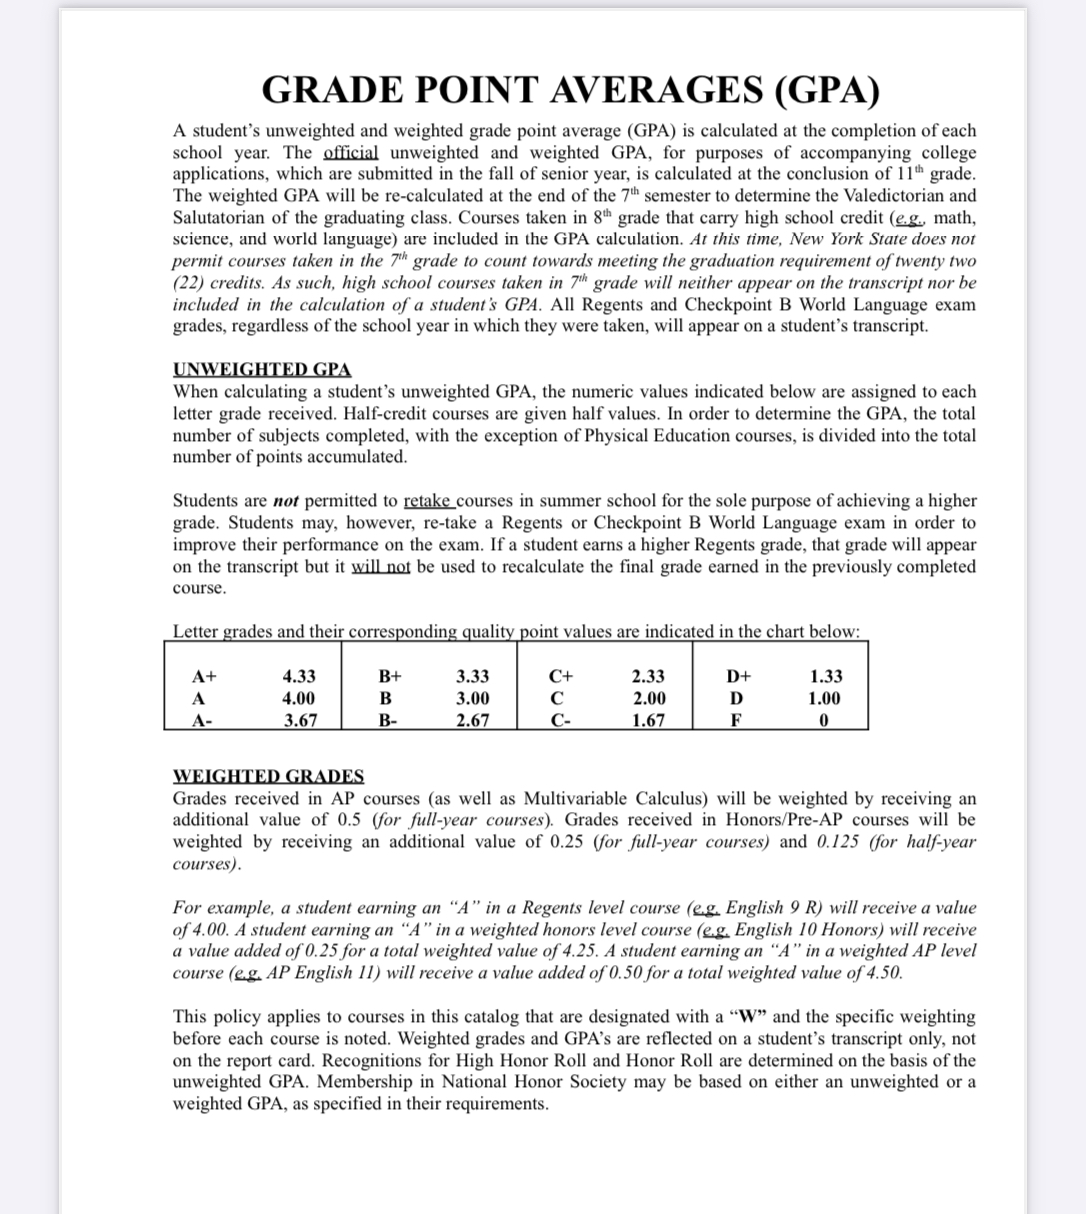 GRADE POINT AVERAGES (GPA)
A student’s unweighted and weighted grade point average (GPA) is calculated at the completion of each
school year. The official unweighted and weighted GPA, for purposes of accompanying college
applications, which are submitted in the fall of senior year, is calculated at the conclusion of 11th grade.
The weighted GPA will be re-calculated at the end of the 7th semester to determine the Valedictorian and
Salutatorian of the graduating class. Courses taken in 8th grade that carry high school credit (e.g., math,
science, and world language) are included in the GPA calculation. At this time, New York State does not
permit courses taken in the 7th grade to count towards meeting the graduation requirement of twenty two
(22) credits. As such, high school courses taken in 7th grade will neither appear on the transcript nor be
included in the calculation of a student’s GPA. All Regents and Checkpoint B World Language exam
grades, regardless of the school year in which they were taken, will appear on a student’s transcript.
UNWEIGHTED GPA
When calculating a student’s unweighted GPA, the numeric values indicated below are assigned to each
letter grade received. Half-credit courses are given half values. In order to determine the GPA, the total
number of subjects completed, with the exception of Physical Education courses, is divided into the total
number of points accumulated.
Students are not permitted to retake courses in summer school for the sole purpose of achieving a higher
grade. Students may, however, re-take a Regents or Checkpoint B World Language exam in order to
improve their performance on the exam. If a student earns a higher Regents grade, that grade will appear
on the transcript but it will not be used to recalculate the final grade earned in the previously completed
course.
Letter grades and their corresponding quality point values are indicated in the chart below:
A+ 4.33 B+ 3.33 C+ 2.33 D+ 1.33
A 4.00 B 3.00 C 2.00 D 1.00
A- 3.67 B- 2.67 C- 1.67 F 0
WEIGHTED GRADES
Grades received in AP courses (as well as Multivariable Calculus) will be weighted by receiving an
additional value of 0.5 (for full-year courses). Grades received in Honors/Pre-AP courses will be
weighted by receiving an additional value of 0.25 (for full-year courses) and 0.125 (for half-year
courses).
For example, a student earning an “A” in a Regents level course (e.g. English 9 R) will receive a value
of 4.00. A student earning an “A” in a weighted honors level course (e.g. English 10 Honors) will receive
a value added of 0.25 for a total weighted value of 4.25. A student earning an “A” in a weighted AP level
course (e.g. AP English 11) will receive a value added of 0.50 for a total weighted value of 4.50.
This policy applies to courses in this catalog that are designated with a “W” and the specific weighting
before each course is noted. Weighted grades and GPA’s are reflected on a student’s transcript only, not
on the report card. Recognitions for High Honor Roll and Honor Roll are determined on the basis of the
unweighted GPA. Membership in National Honor Society may be based on either an unweighted or a
weighted GPA, as specified in their requirements.